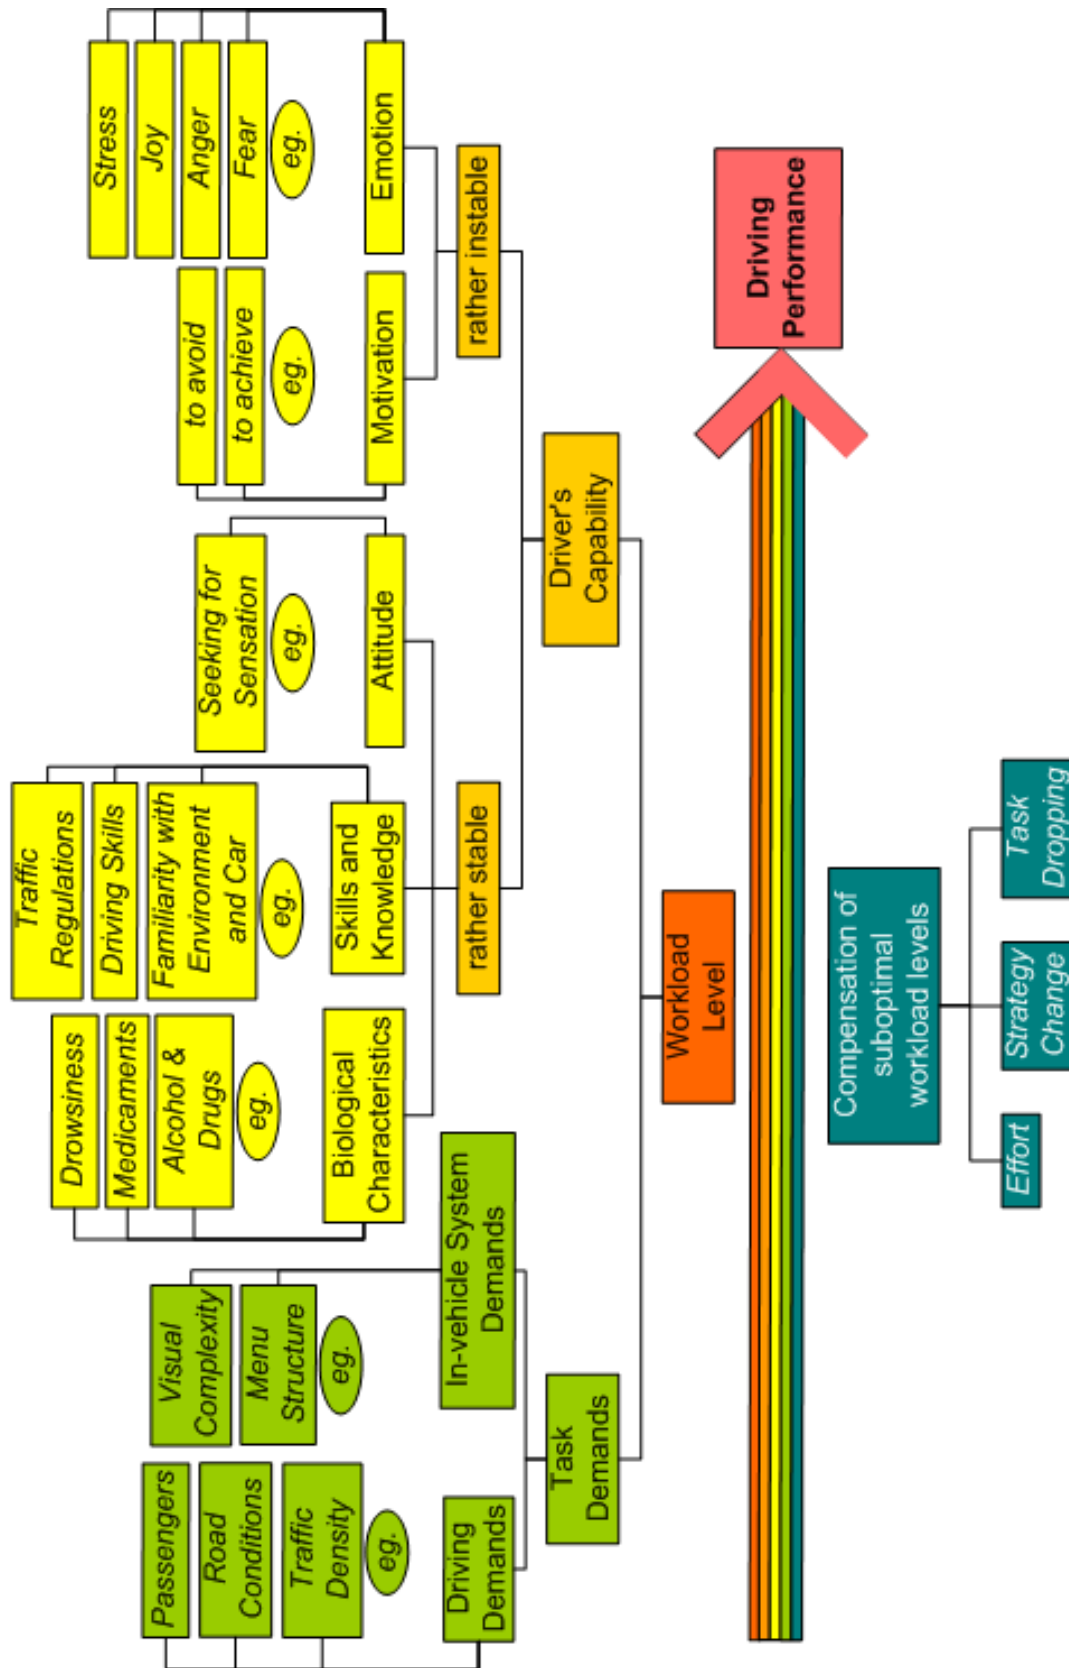 Passengers
Road
Conditions
Traffic
Density
eg.
Driving
Demands
Visual
Complexity
Menu
Structure
eg.
In-vehicle System
Demands
Task
Demands
Drowsiness
Medicaments
Alcohol &
Drugs
eg.
Biological
Characteristics
Traffic
Regulations
Driving Skills
Familiarity with
Environment
and Car
eg.
Skills and
Knowledge
Seeking for
Sensation
eg.
Attitude
rather stable
to avoid
to achieve
eg.
Motivation
Stress
Joy
Anger
Fear
eg.
Emotion
rather instable
Driver's
Capability
Workload
Level
Driving
Performance
Compensation of
suboptimal
workload levels
Effort
Strategy
Change
Task
Dropping